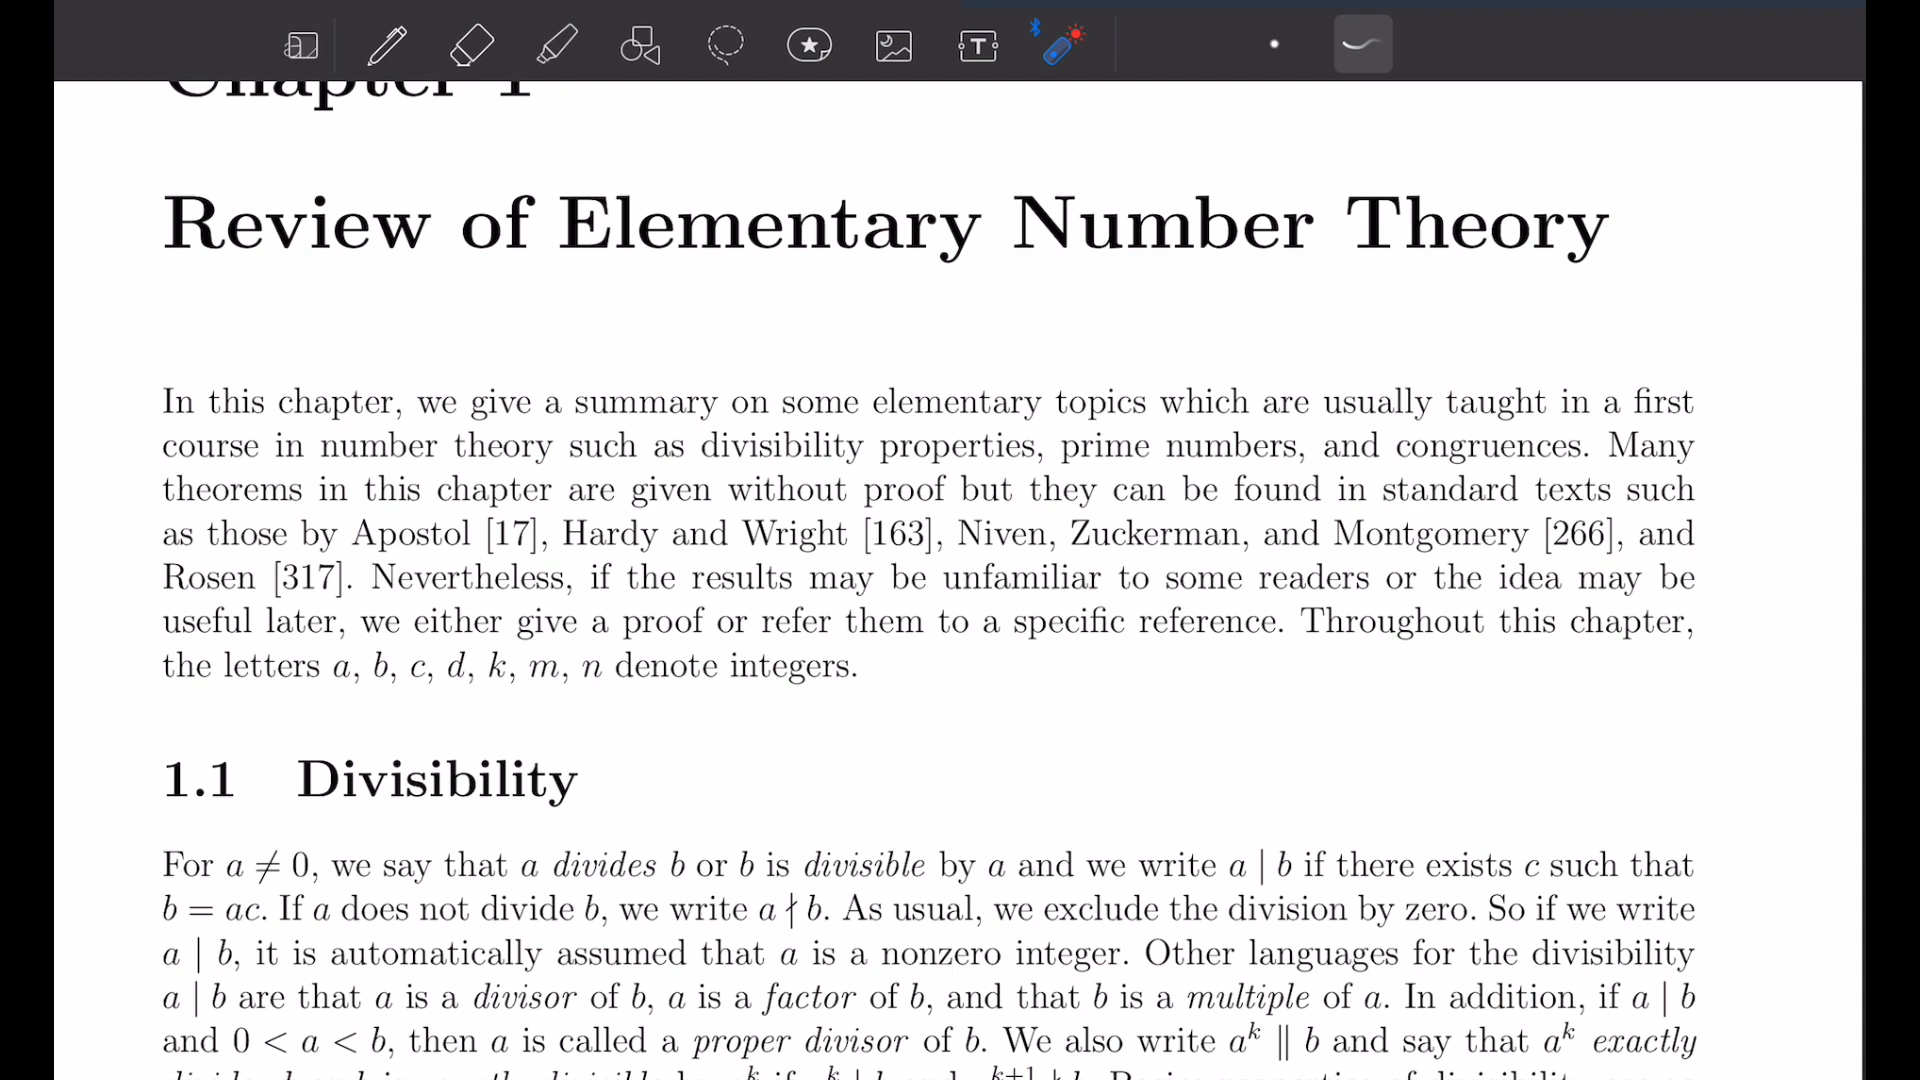 Chapter 1
Review of Elementary Number Theory
In this chapter, we give a summary on some elementary topics which are usually taught in a first
course in number theory such as divisibility properties, prime numbers, and congruences. Many
theorems in this chapter are given without proof but they can be found in standard texts such
as those by Apostol [17], Hardy and Wright [163], Niven, Zuckerman, and Montgomery [266], and
Rosen [317]. Nevertheless, if the results may be unfamiliar to some readers or the idea may be
useful later, we either give a proof or refer them to a specific reference. Throughout this chapter,
the letters a, b, c, d, k, m, n denote integers.
1.1 Divisibility
For a ≠ 0, we say that a divides b or b is divisible by a and we write a | b if there exists c such that
b = ac. If a does not divide b, we write a ∤ b. As usual, we exclude the division by zero. So if we write
a | b, it is automatically assumed that a is a nonzero integer. Other languages for the divisibility
a | b are that a is a divisor of b, a is a factor of b, and that b is a multiple of a. In addition, if a | b
and 0 < a < b, then a is called a proper divisor of b. We also write aᵏ ∥ b and say that aᵏ exactly